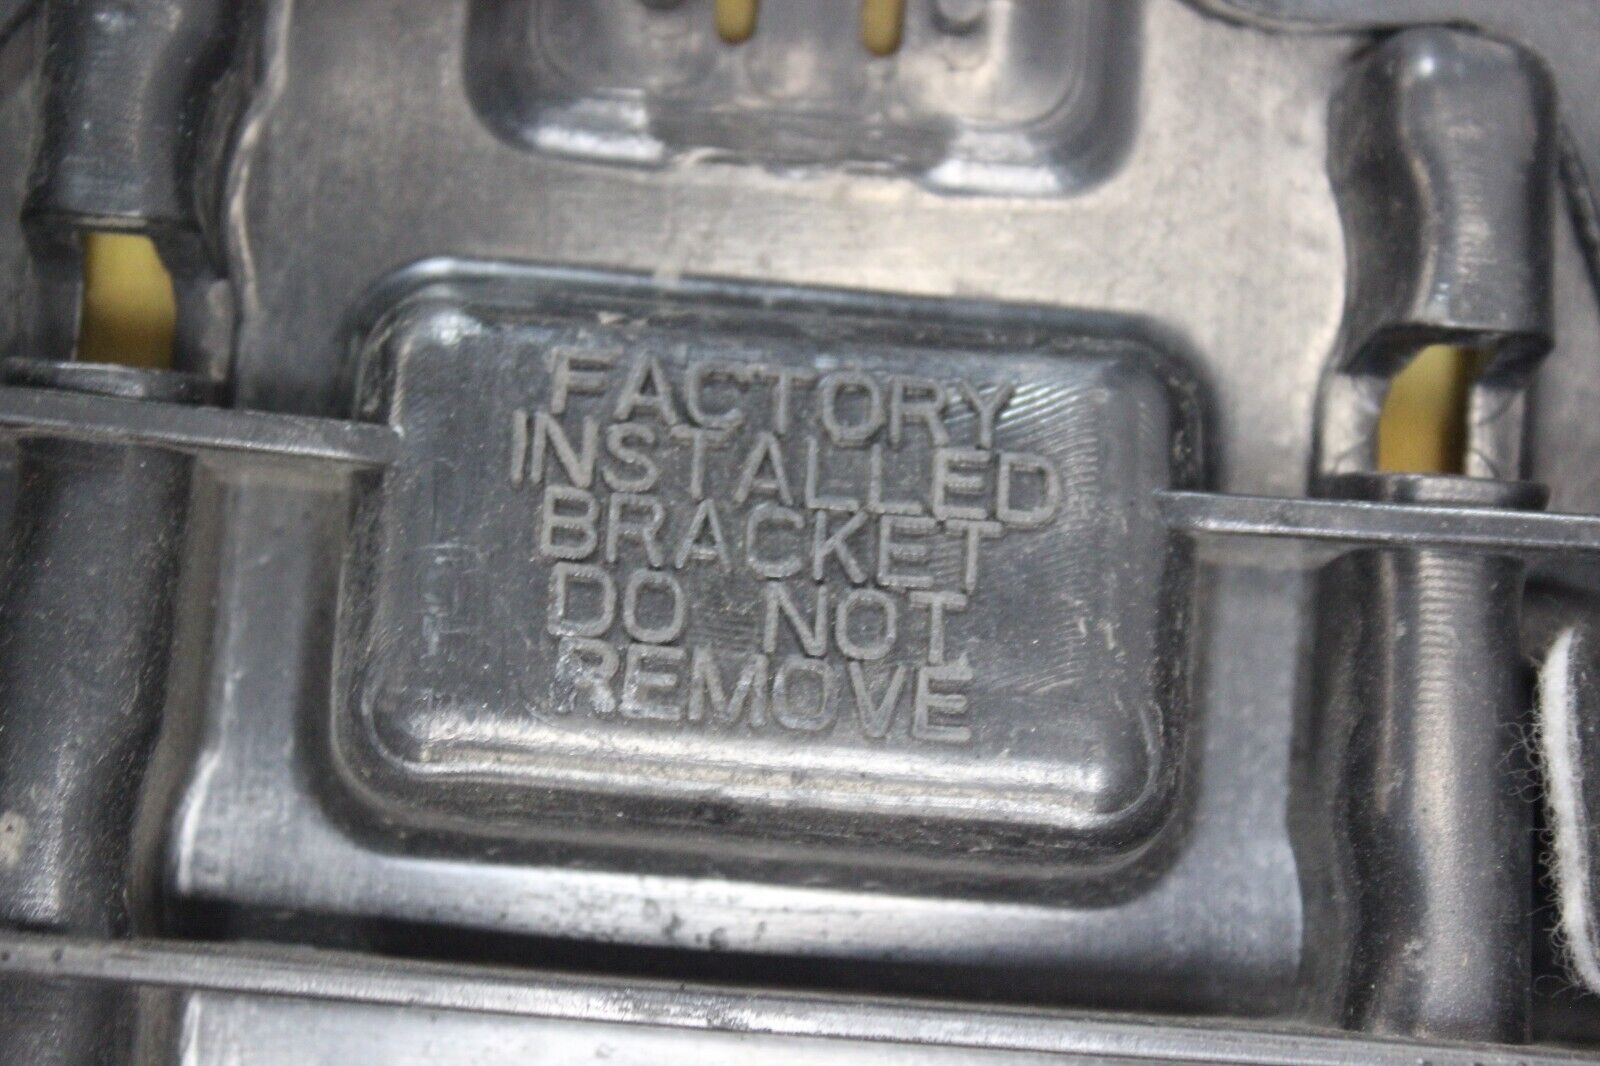 FACTORY
INSTALLED
BRACKET
DO NOT
REMOVE